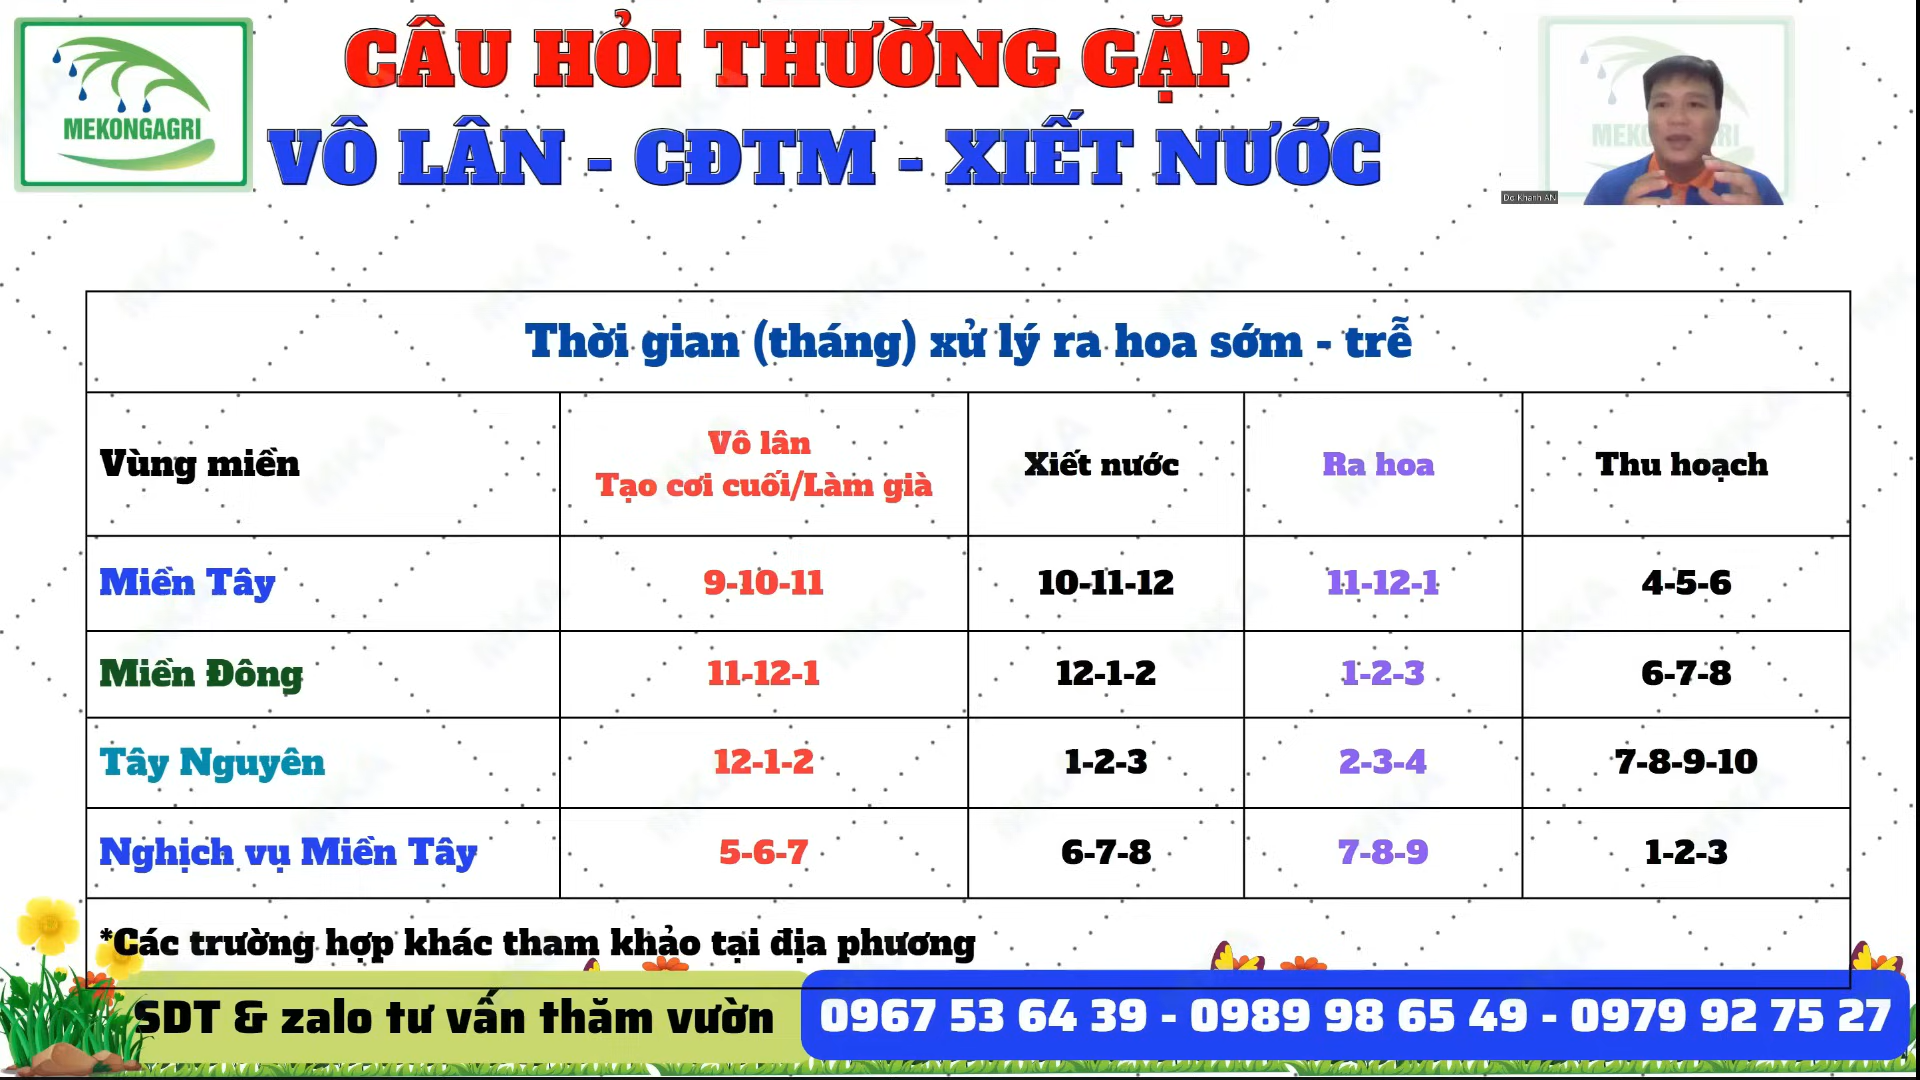 MEKONGAGRI
CÂU HỎI THƯỜNG GẶP
VÔ LÂN - CĐTM - XIẾT NƯỚC
Dc Khanh AN
Thời gian (tháng) xử lý ra hoa sớm - trễ
Vùng miền
Vô lân
Tạo cơi cuối/Làm già
Xiết nước
Ra hoa
Thu hoạch
Miền Tây
9-10-11
10-11-12
11-12-1
4-5-6
Miền Đông
11-12-1
12-1-2
1-2-3
6-7-8
Tây Nguyên
12-1-2
1-2-3
2-3-4
7-8-9-10
Nghịch vụ Miền Tây
5-6-7
6-7-8
7-8-9
1-2-3
*Các trường hợp khác tham khảo tại địa phương
SDT & zalo tư vấn thăm vườn
0967 53 64 39 - 0989 98 65 49 - 0979 92 75 27